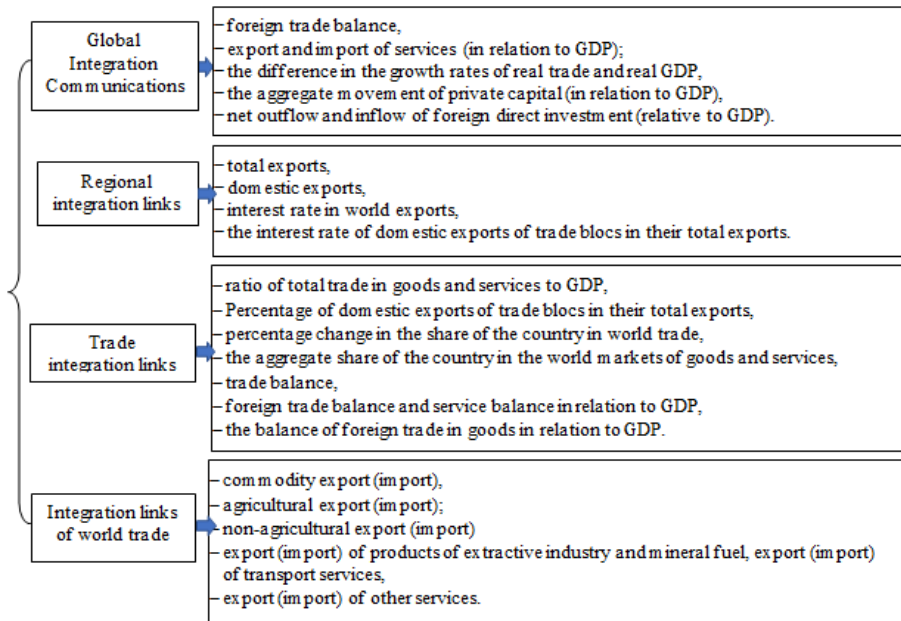 Global
Integration
Communications
– foreign trade balance,
– export and import of services (in relation to GDP);
– the difference in the growth rates of real trade and real GDP,
– the aggregate movement of private capital (in relation to GDP),
– net outflow and inflow of foreign direct investment (relative to GDP).
Regional
integration links
– total exports,
– domestic exports,
– interest rate in world exports,
– the interest rate of domestic exports of trade blocs in their total exports.
Trade
integration links
– ratio of total trade in goods and services to GDP,
– Percentage of domestic exports of trade blocs in their total exports,
– percentage change in the share of the country in world trade,
– the aggregate share of the country in the world markets of goods and services,
– trade balance,
– foreign trade balance and service balance in relation to GDP,
– the balance of foreign trade in goods in relation to GDP.
Integration links
of world trade
– commodity export (import),
– agricultural export (import);
– non-agricultural export (import)
– export (import) of products of extractive industry and mineral fuel, export (import)
of transport services,
– export (import) of other services.